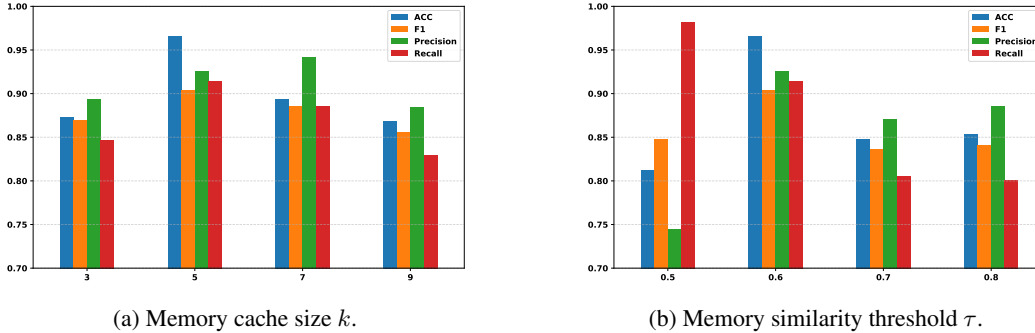 1.00
0.95
0.90
0.85
0.80
0.75
0.70
3 5 7 9
ACC
F1
Precision
Recall
(a) Memory cache size k.
1.00
0.95
0.90
0.85
0.80
0.75
0.70
0.5 0.6 0.7 0.8
ACC
F1
Precision
Recall
(b) Memory similarity threshold τ.